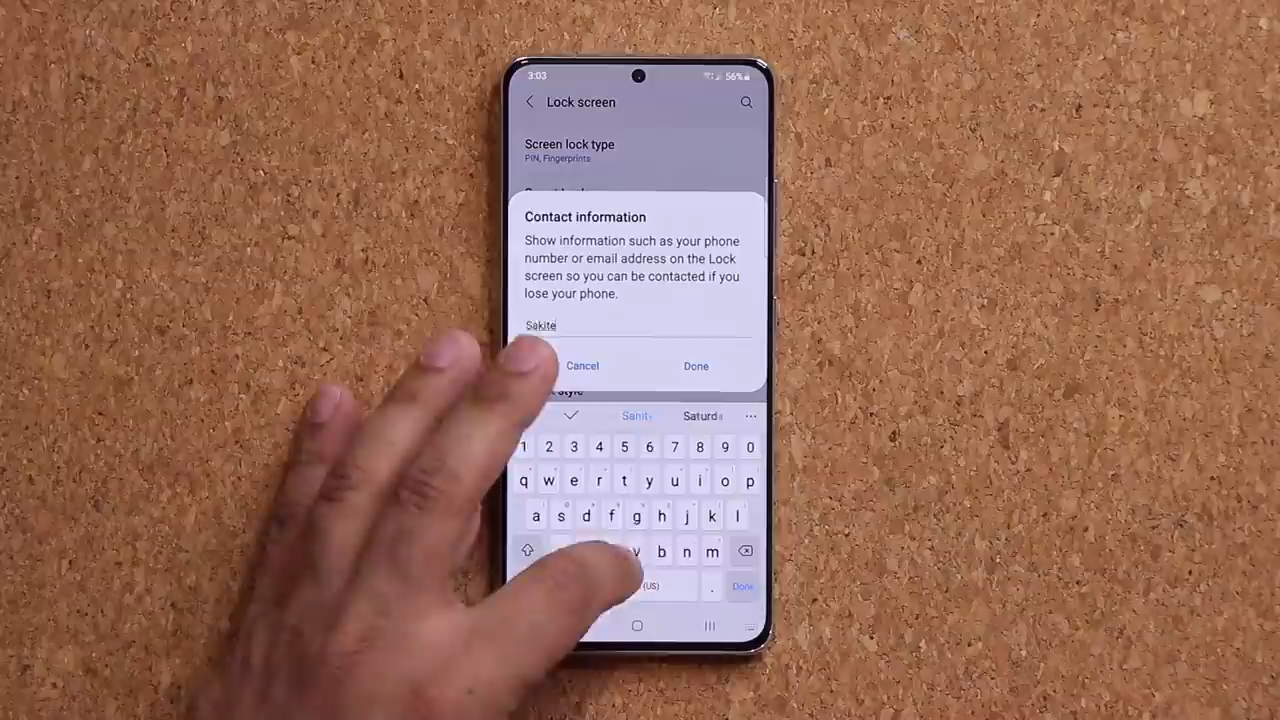 3:03 56%
Lock screen
Screen lock type
PIN, Fingerprints
Contact information
Show information such as your phone
number or email address on the Lock
screen so you can be contacted if you
lose your phone.
Sakite
Cancel Done
style
1 2 3 4 5 6 7 8 9 0
q w e r t y u i o p
a s d f g h j k l
v b n m
(US) . Done